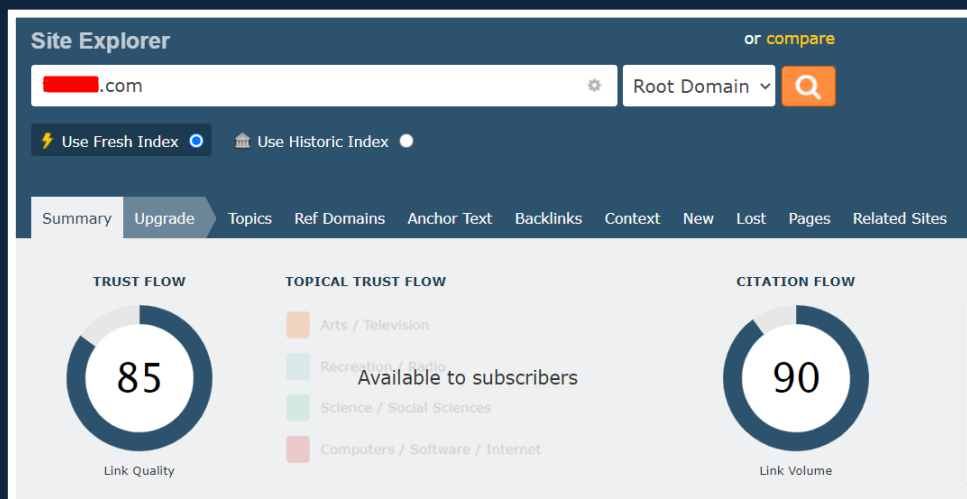 Site Explorer
or compare
.com
Root Domain
Use Fresh Index
Use Historic Index
Summary Upgrade Topics Ref Domains Anchor Text Backlinks Context New Lost Pages Related Sites
TRUST FLOW
TOPICAL TRUST FLOW
CITATION FLOW
Arts / Television
Recreation / Radio
Available to subscribers
Science / Social Sciences
Computers / Software / Internet
85
90
Link Quality
Link Volume